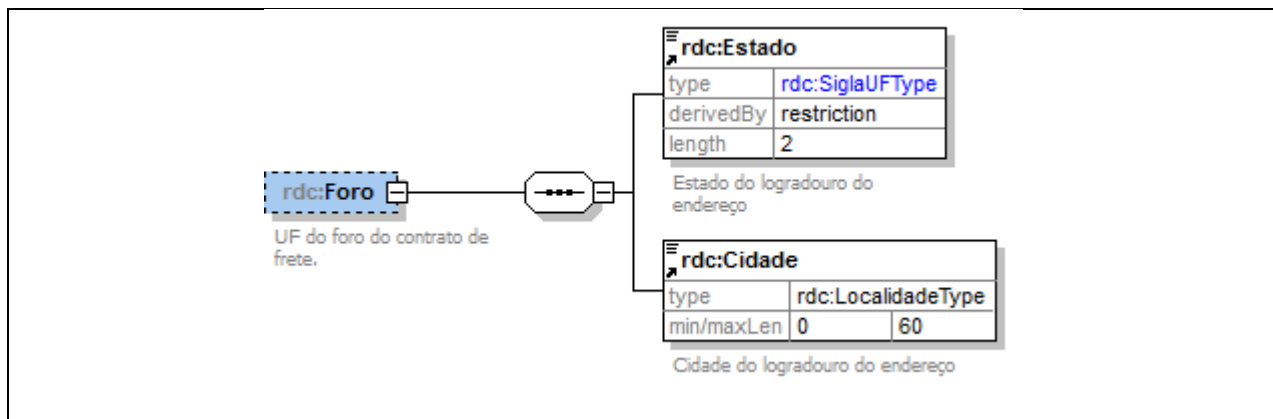 rdc:Estado
type rdc:SiglaUFType
derivedBy restriction
length 2
Estado do logradouro do
endereço
rdc:Foro
UF do foro do contrato de
frete.
rdc:Cidade
type rdc:LocalidadeType
min/maxLen 0 60
Cidade do logradouro do endereço